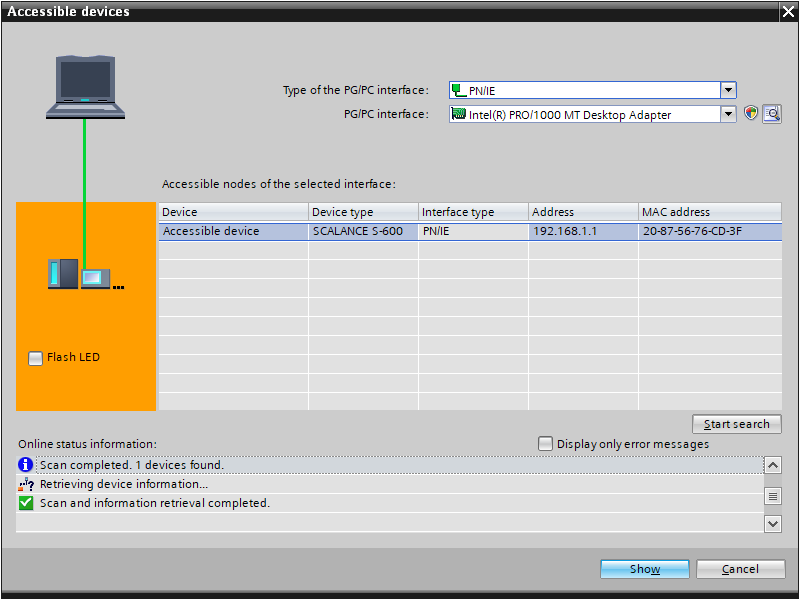 Accessible devices
Type of the PG/PC interface: PN/IE
PG/PC interface: Intel(R) PRO/1000 MT Desktop Adapter
Accessible nodes of the selected interface:
Device Device type Interface type Address MAC address
Accessible device SCALANCE S-600 PN/IE 192.168.1.1 20-87-56-76-CD-3F
...
Flash LED
Start search
Online status information: Display only error messages
Scan completed. 1 devices found.
Retrieving device information...
Scan and information retrieval completed.
Show Cancel